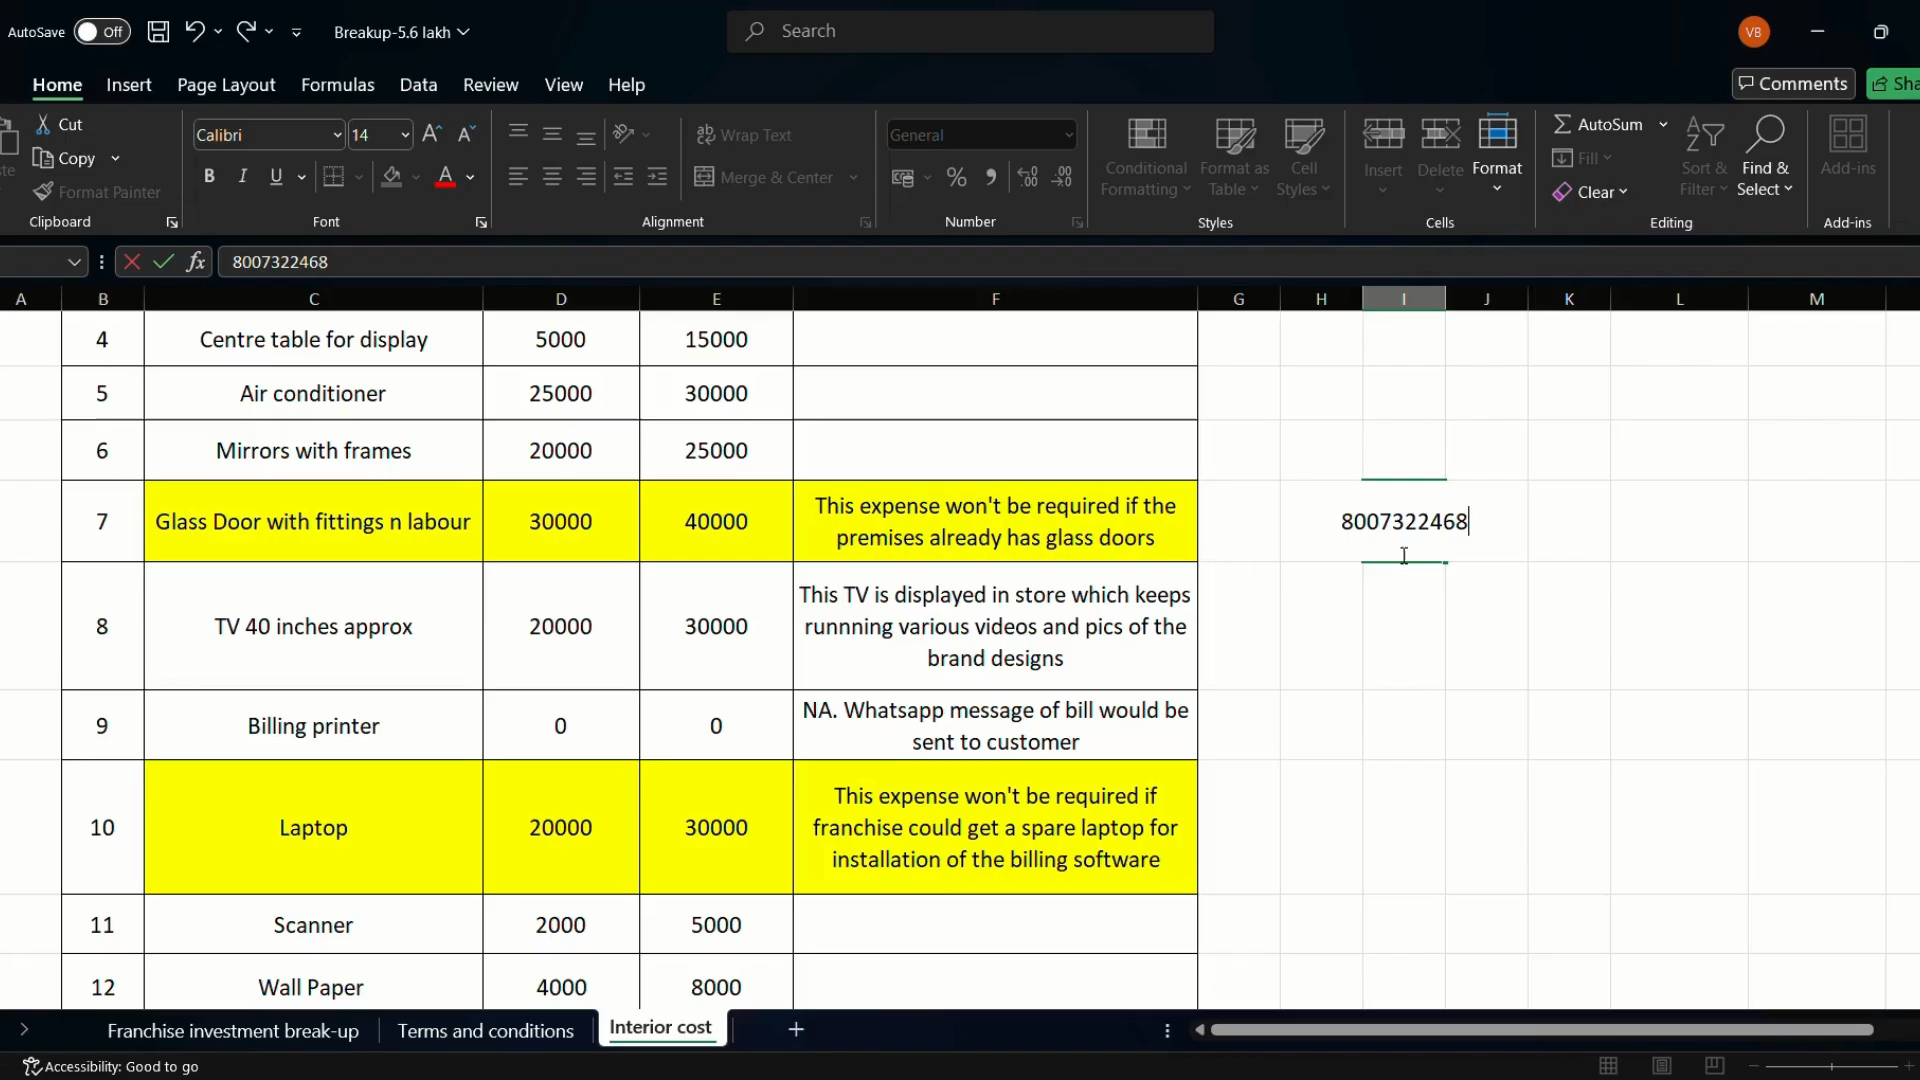 AutoSave Off Breakup-5.6 lakh Search VB
Home Insert Page Layout Formulas Data Review View Help Comments Sha
Cut
Copy
Format Painter
Clipboard
Calibri 14
B I U A
Font
Wrap Text
Merge & Center
Alignment
General
%
Number
Conditional Formatting
Format as Table
Cell Styles
Styles
Insert
Delete
Format
Cells
AutoSum
Fill
Clear
Sort & Filter
Find & Select
Editing
Add-ins
Add-ins
fx 8007322468
A B C D E F G H I J K L M
4 Centre table for display 5000 15000
5 Air conditioner 25000 30000
6 Mirrors with frames 20000 25000
7 Glass Door with fittings n labour 30000 40000 This expense won't be required if the
premises already has glass doors
8007322468
8 TV 40 inches approx 20000 30000 This TV is displayed in store which keeps
runnning various videos and pics of the
brand designs
9 Billing printer 0 0 NA. Whatsapp message of bill would be
sent to customer
10 Laptop 20000 30000 This expense won't be required if
franchise could get a spare laptop for
installation of the billing software
11 Scanner 2000 5000
12 Wall Paper 4000 8000
Franchise investment break-up Terms and conditions Interior cost
Accessibility: Good to go